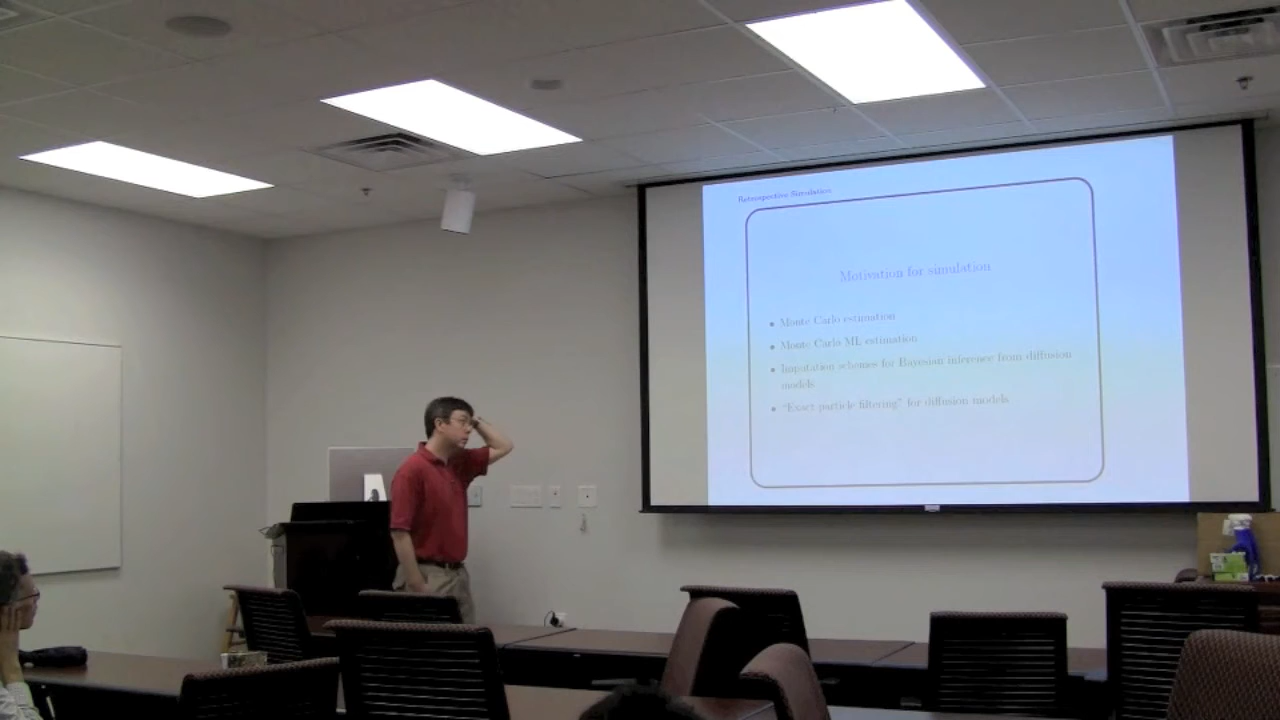 Retrospective Simulation
Motivation for simulation
• Monte Carlo estimation
• Monte Carlo ML estimation
• Imputation schemes for Bayesian inference from diffusion
models
• “Exact particle filtering” for diffusion models